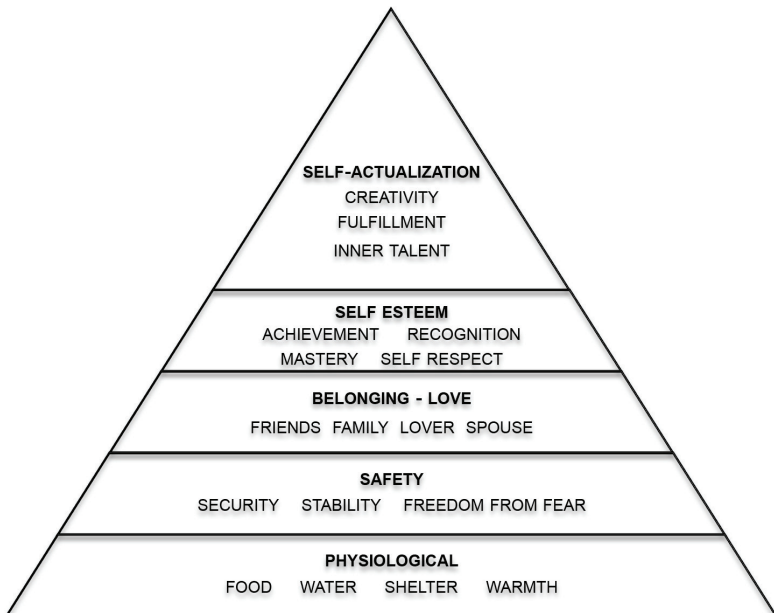 SELF-ACTUALIZATION
CREATIVITY
FULFILLMENT
INNER TALENT
SELF ESTEEM
ACHIEVEMENT RECOGNITION
MASTERY SELF RESPECT
BELONGING - LOVE
FRIENDS FAMILY LOVER SPOUSE
SAFETY
SECURITY STABILITY FREEDOM FROM FEAR
PHYSIOLOGICAL
FOOD WATER SHELTER WARMTH